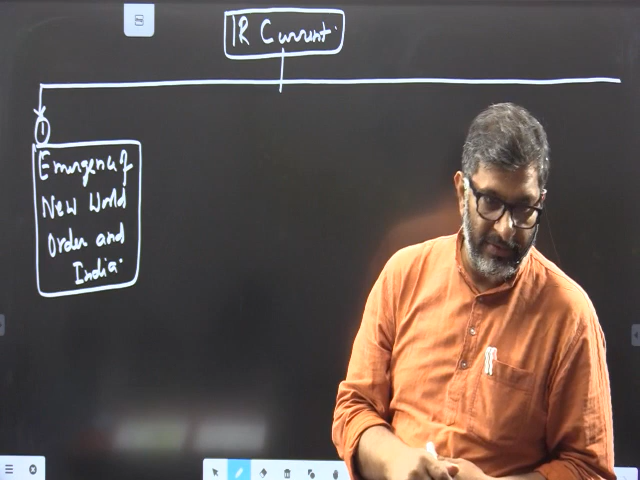 IR Current.
1
Emergence of
New World
Order and
India.